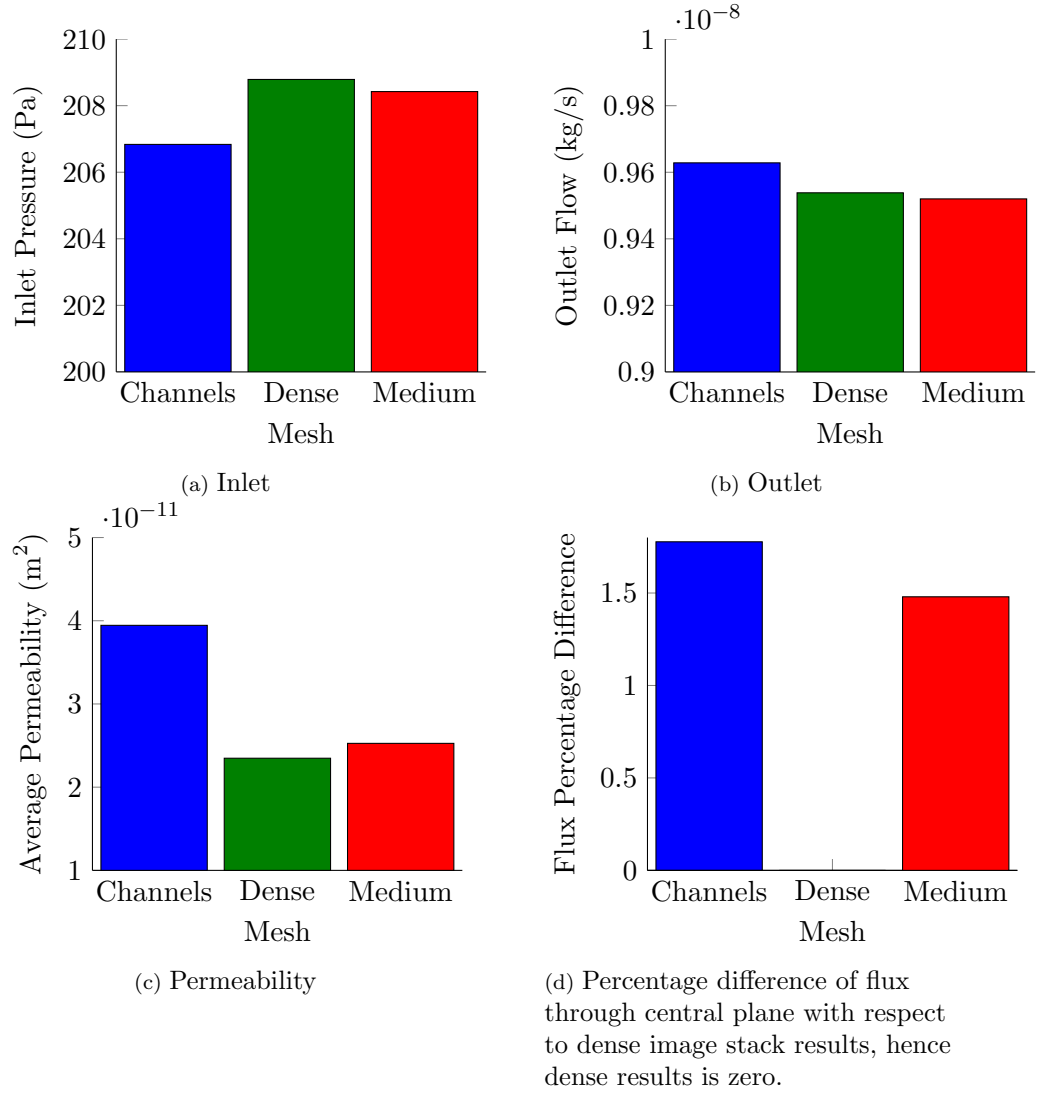 210
208
206
204
202
200
Inlet Pressure (Pa)
Channels Dense Medium
Mesh
(a) Inlet
·10⁻⁸
1
0.98
0.96
0.94
0.92
0.9
Outlet Flow (kg/s)
Channels Dense Medium
Mesh
(b) Outlet
·10⁻¹¹
5
4
3
2
1
Average Permeability (m²)
Channels Dense Medium
Mesh
(c) Permeability
1.5
1
0.5
0
Flux Percentage Difference
Channels Dense Medium
Mesh
(d) Percentage difference of flux
through central plane with respect
to dense image stack results, hence
dense results is zero.